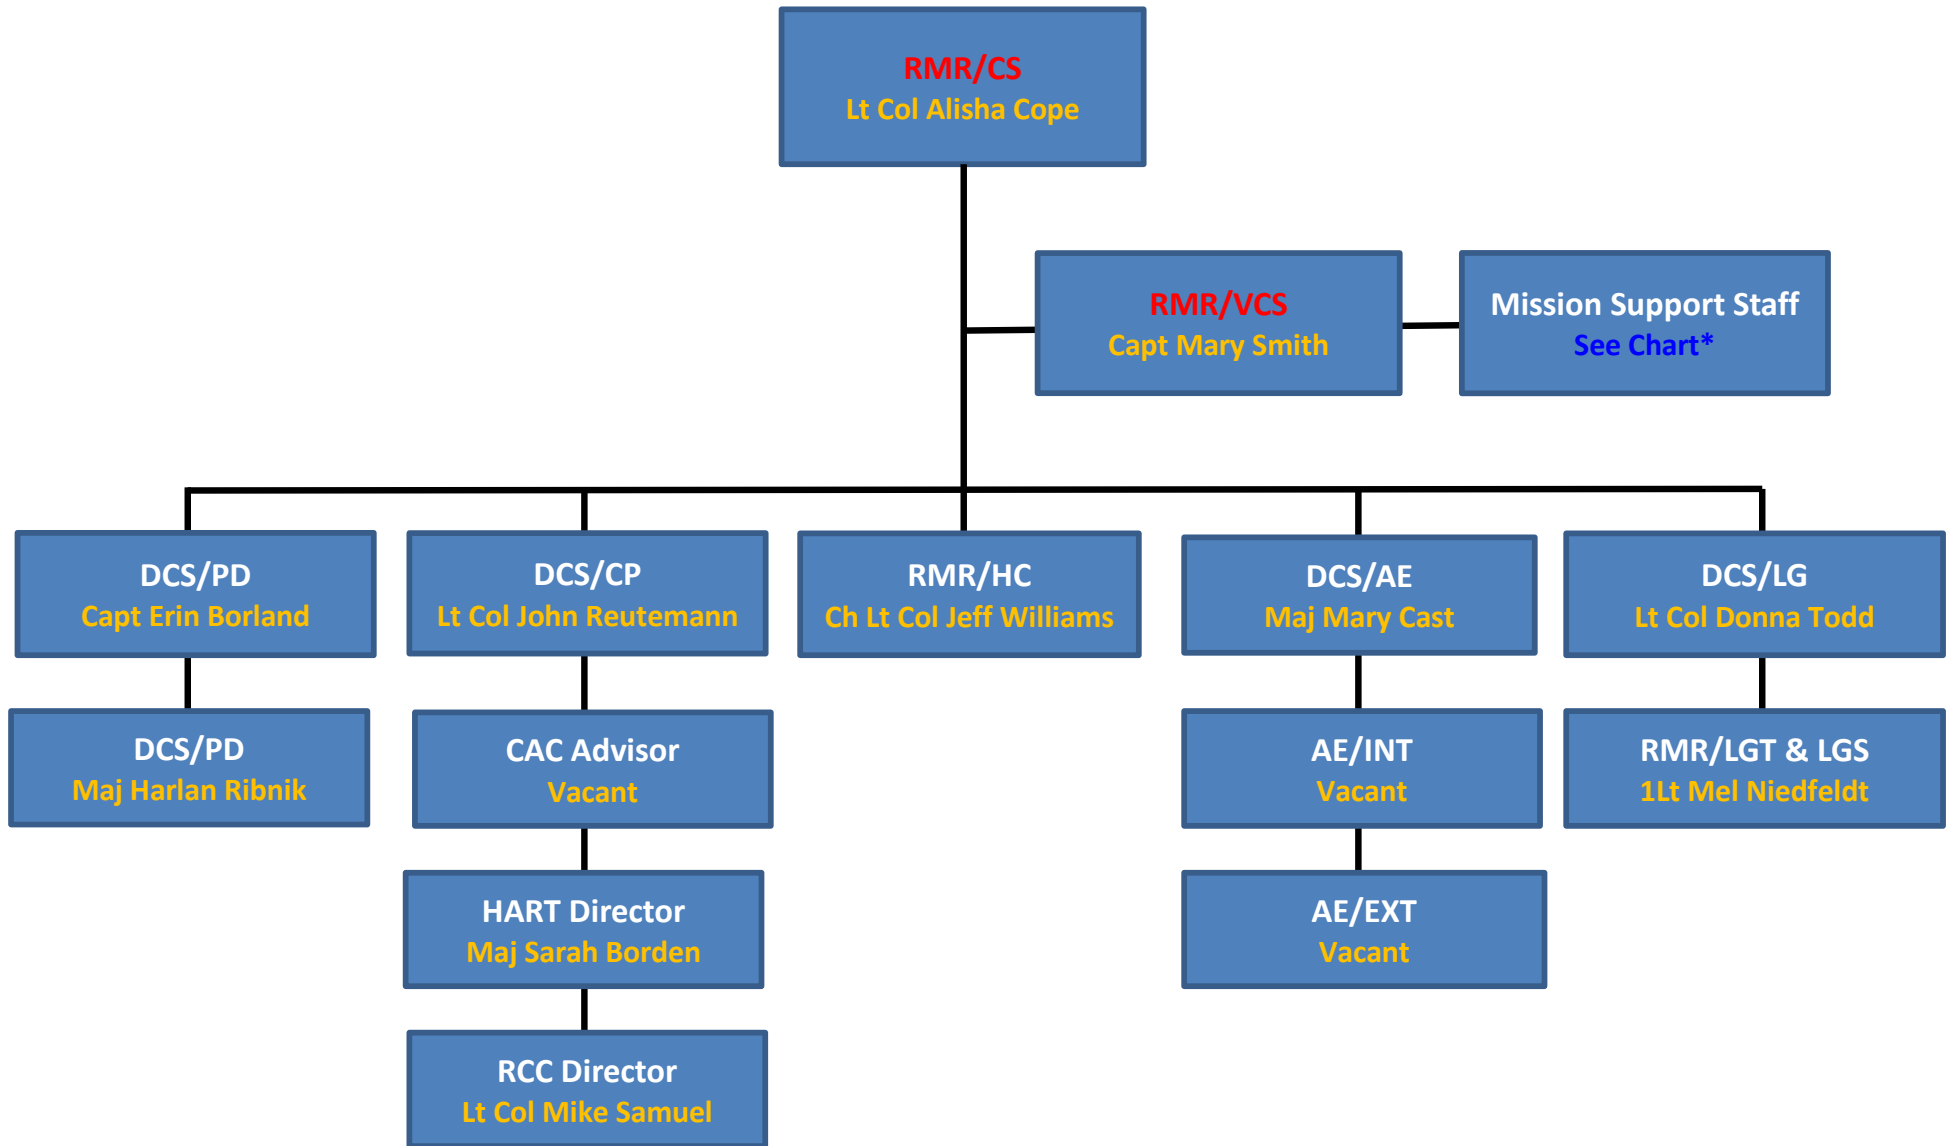 RMR/CS
Lt Col Alisha Cope
RMR/VCS
Capt Mary Smith
Mission Support Staff
See Chart*
DCS/PD
Capt Erin Borland
DCS/CP
Lt Col John Reutemann
RMR/HC
Ch Lt Col Jeff Williams
DCS/AE
Maj Mary Cast
DCS/LG
Lt Col Donna Todd
DCS/PD
Maj Harlan Ribnik
CAC Advisor
Vacant
AE/INT
Vacant
RMR/LGT & LGS
1Lt Mel Niedfeldt
HART Director
Maj Sarah Borden
AE/EXT
Vacant
RCC Director
Lt Col Mike Samuel